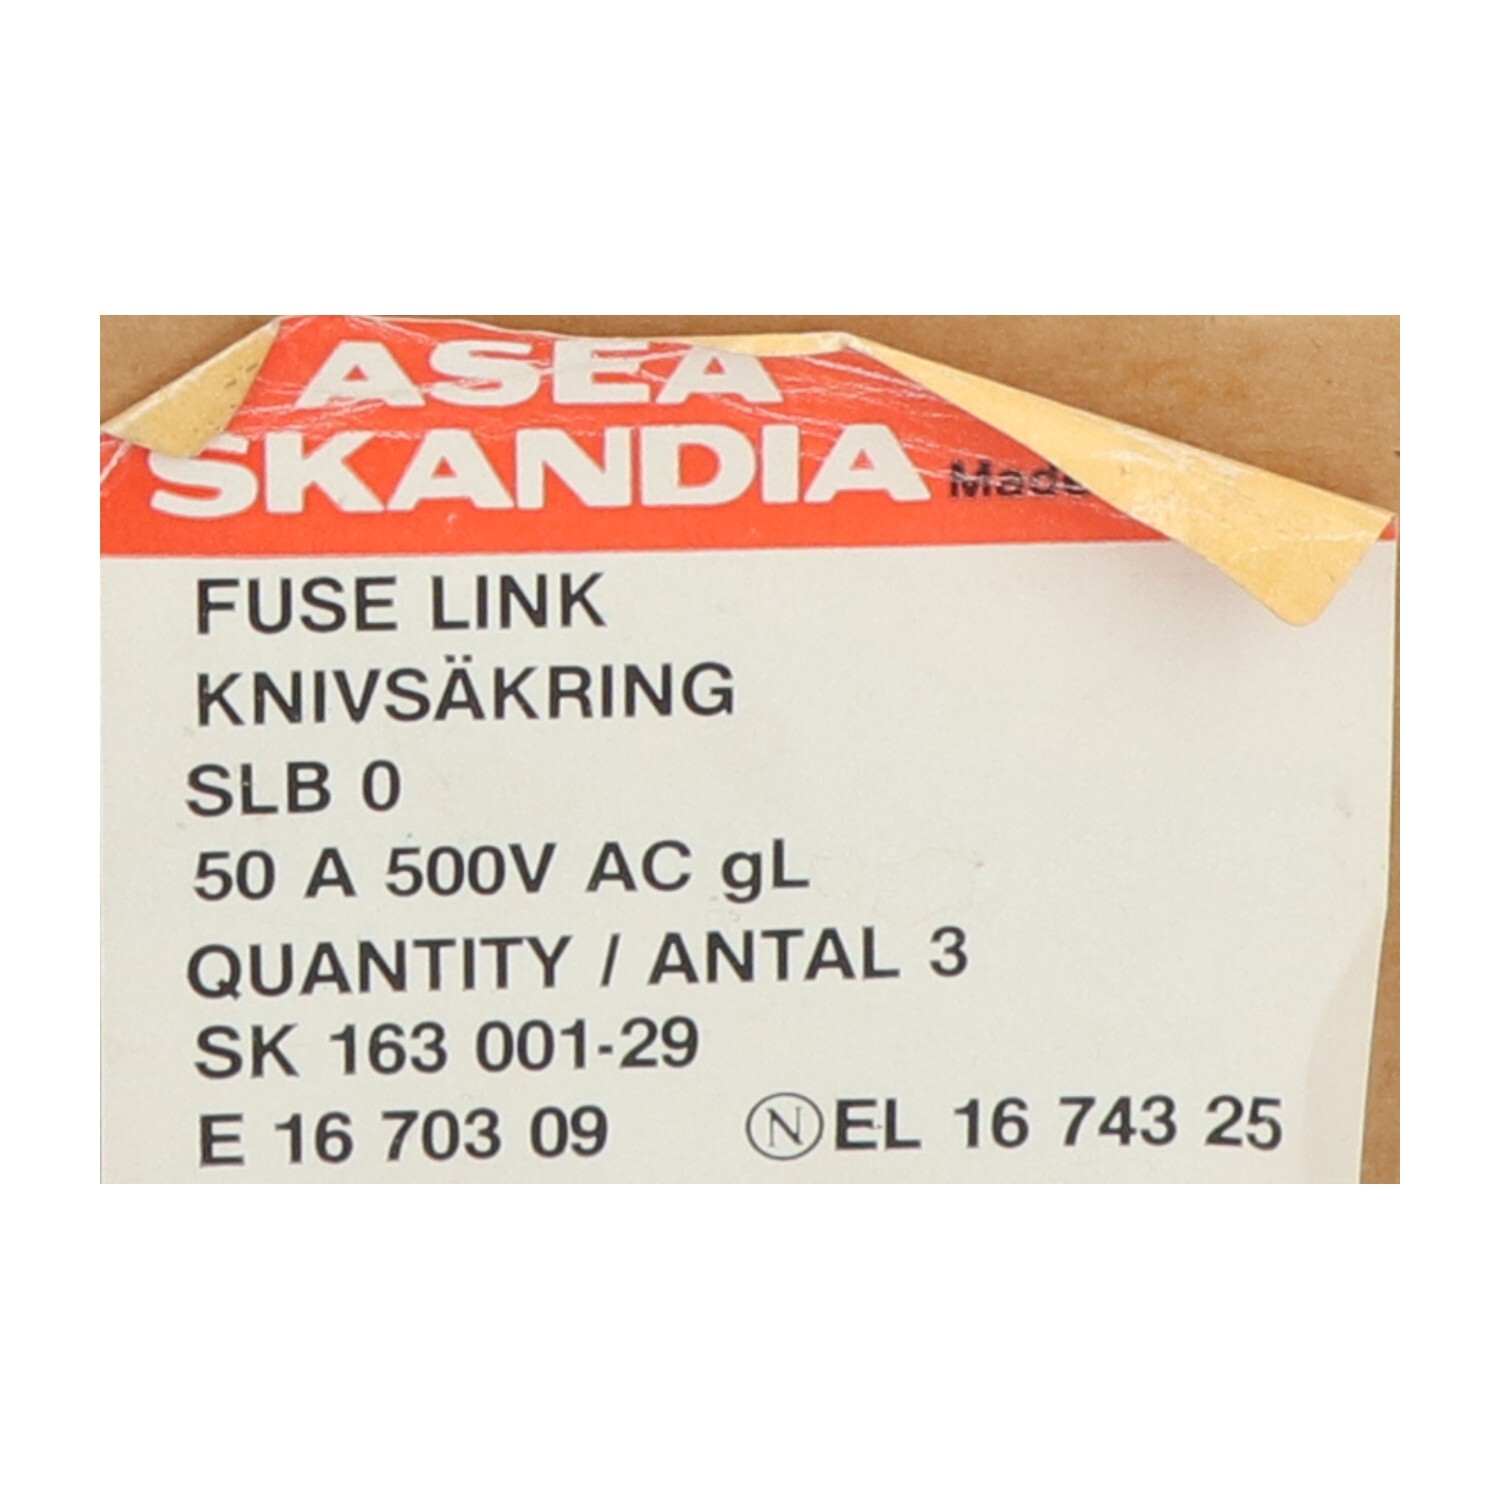 ASEA
SKANDIA Made
FUSE LINK
KNIVSÄKRING
SLB 0
50 A 500V AC gL
QUANTITY / ANTAL 3
SK 163 001-29
E 16 703 09 Ⓝ EL 16 743 25